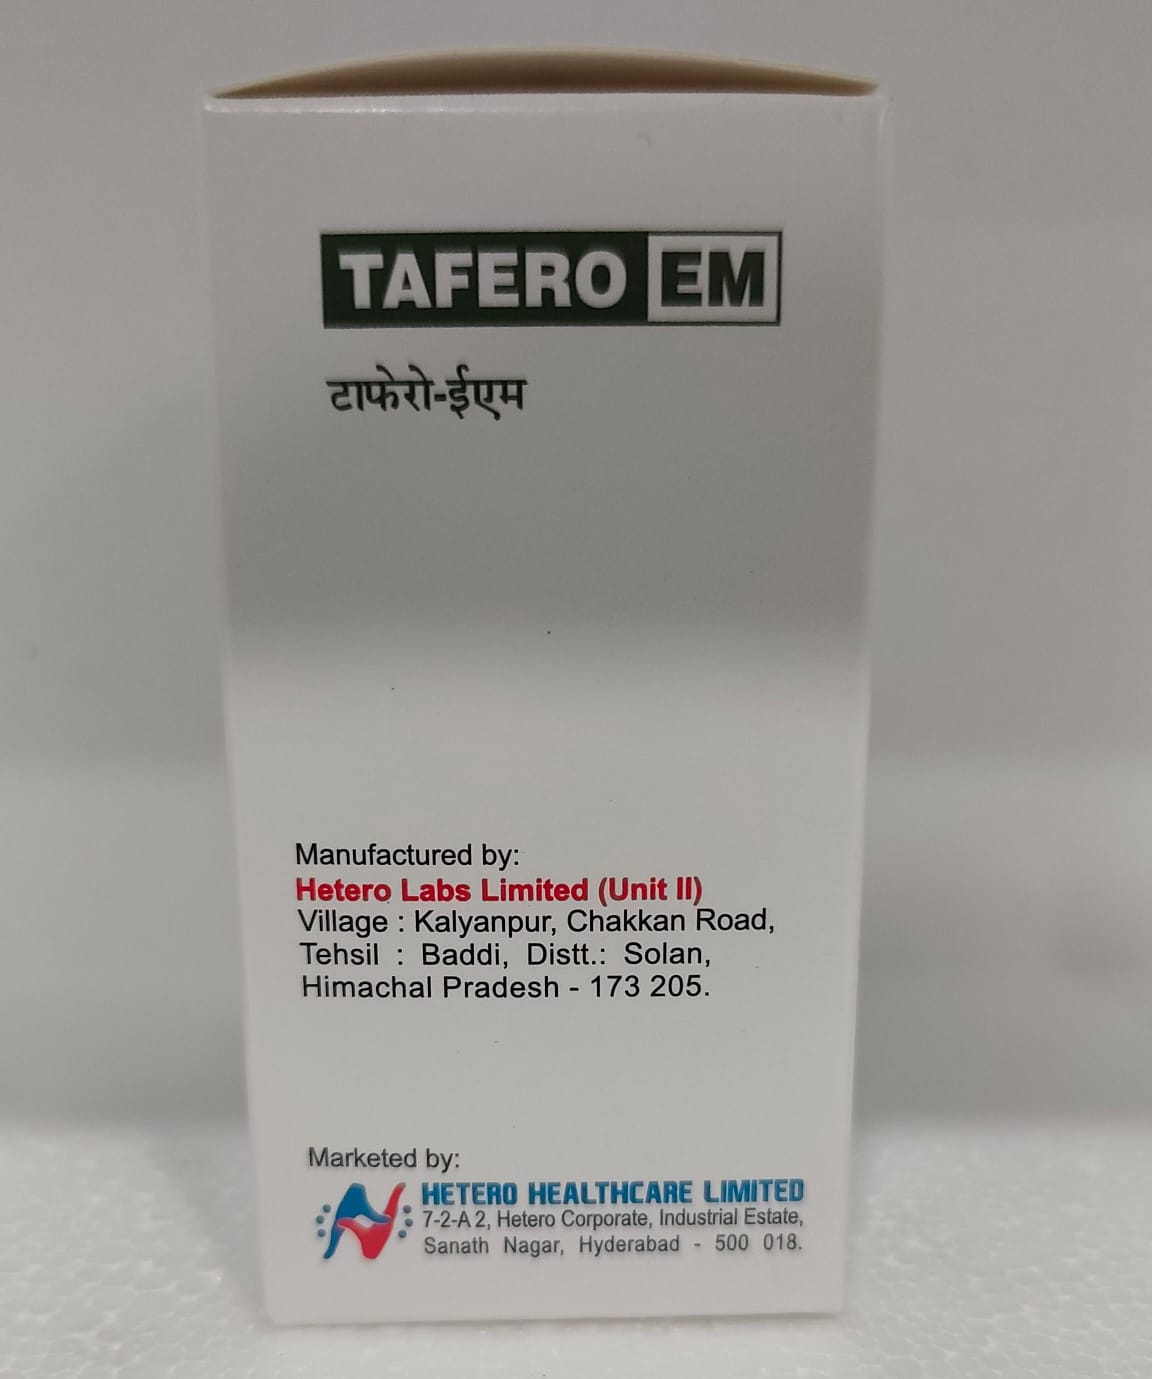 TAFERO EM
टाफेरो-ईएम
Manufactured by:
Hetero Labs Limited (Unit II)
Village : Kalyanpur, Chakkan Road,
Tehsil : Baddi, Distt.: Solan,
Himachal Pradesh - 173 205.
Marketed by:
HETERO HEALTHCARE LIMITED
7-2-A 2, Hetero Corporate, Industrial Estate,
Sanath Nagar, Hyderabad - 500 018.